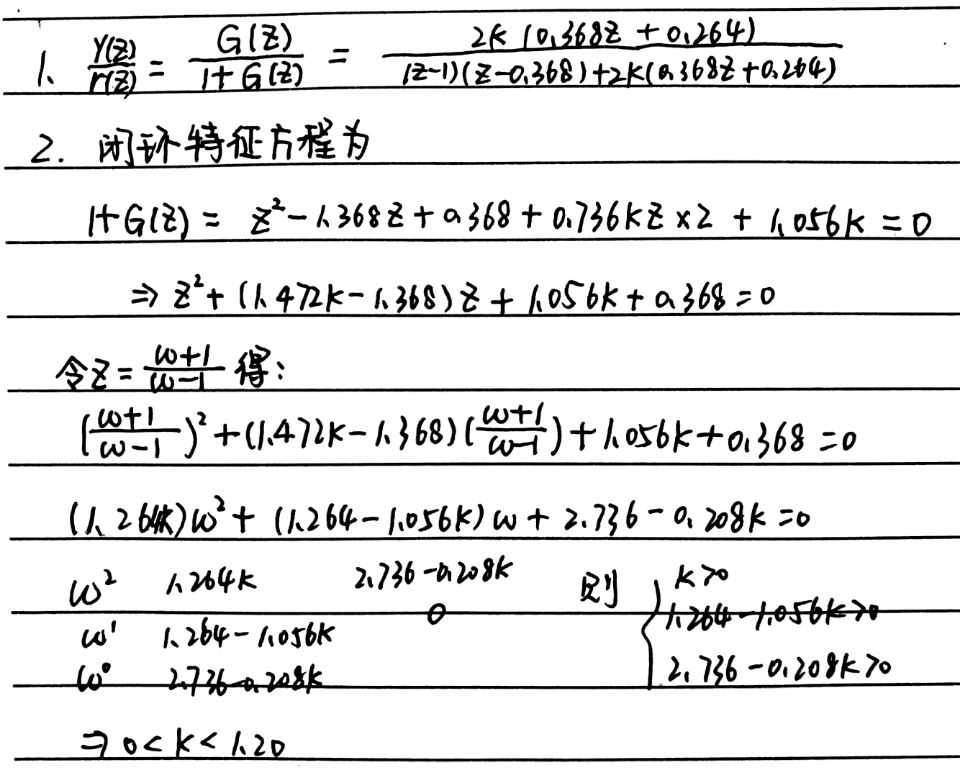 1. Y(z)/r(z) = G(z)/(1+G(z)) = 2K(0.368z+0.264)/((z-1)(z-0.368)+2K(0.368z+0.264))
2. 闭环特征方程为
1+G(z) = z²-1.368z+0.368+0.736Kz×2+1.056K=0
⇒ z²+(1.472K-1.368)z+1.056K+0.368=0
令z=(ω+1)/(ω-1)得:
((ω+1)/(ω-1))²+(1.472K-1.368)((ω+1)/(ω-1))+1.056K+0.368=0
(1.264K)ω²+(1.264-1.056K)ω+2.736-0.208K=0
ω² 1.264K 2.736-0.208K 则 { K>0
ω¹ 1.264-1.056K 0 1.264-1.056K>0
ω⁰ 2.736-0.208K 2.736-0.208K>0
⇒ 0<K<1.20